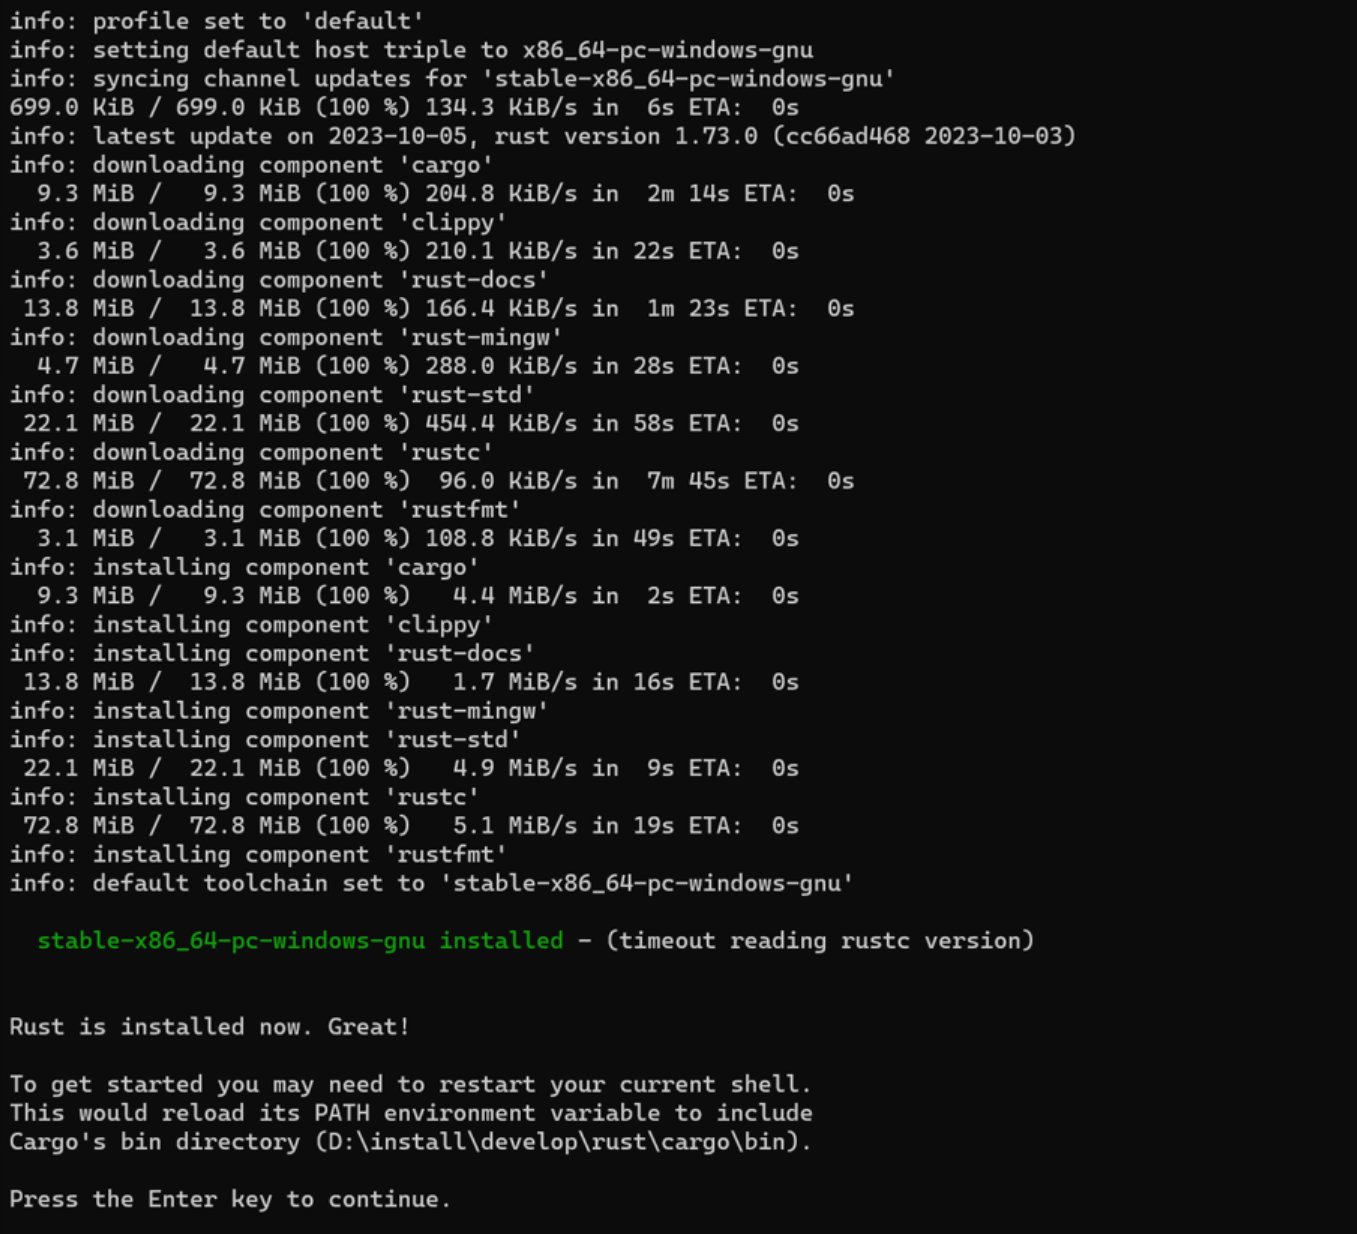 info: profile set to 'default'
info: setting default host triple to x86_64-pc-windows-gnu
info: syncing channel updates for 'stable-x86_64-pc-windows-gnu'
699.0 KiB / 699.0 KiB (100 %) 134.3 KiB/s in  6s ETA:  0s
info: latest update on 2023-10-05, rust version 1.73.0 (cc66ad468 2023-10-03)
info: downloading component 'cargo'
  9.3 MiB /   9.3 MiB (100 %) 204.8 KiB/s in  2m 14s ETA:  0s
info: downloading component 'clippy'
  3.6 MiB /   3.6 MiB (100 %) 210.1 KiB/s in 22s ETA:  0s
info: downloading component 'rust-docs'
 13.8 MiB /  13.8 MiB (100 %) 166.4 KiB/s in  1m 23s ETA:  0s
info: downloading component 'rust-mingw'
  4.7 MiB /   4.7 MiB (100 %) 288.0 KiB/s in 28s ETA:  0s
info: downloading component 'rust-std'
 22.1 MiB /  22.1 MiB (100 %) 454.4 KiB/s in 58s ETA:  0s
info: downloading component 'rustc'
 72.8 MiB /  72.8 MiB (100 %)  96.0 KiB/s in  7m 45s ETA:  0s
info: downloading component 'rustfmt'
  3.1 MiB /   3.1 MiB (100 %) 108.8 KiB/s in 49s ETA:  0s
info: installing component 'cargo'
  9.3 MiB /   9.3 MiB (100 %)   4.4 MiB/s in  2s ETA:  0s
info: installing component 'clippy'
info: installing component 'rust-docs'
 13.8 MiB /  13.8 MiB (100 %)   1.7 MiB/s in 16s ETA:  0s
info: installing component 'rust-mingw'
info: installing component 'rust-std'
 22.1 MiB /  22.1 MiB (100 %)   4.9 MiB/s in  9s ETA:  0s
info: installing component 'rustc'
 72.8 MiB /  72.8 MiB (100 %)   5.1 MiB/s in 19s ETA:  0s
info: installing component 'rustfmt'
info: default toolchain set to 'stable-x86_64-pc-windows-gnu'
  stable-x86_64-pc-windows-gnu installed - (timeout reading rustc version)
Rust is installed now. Great!
To get started you may need to restart your current shell.
This would reload its PATH environment variable to include
Cargo's bin directory (D:\install\develop\rust\cargo\bin).
Press the Enter key to continue.